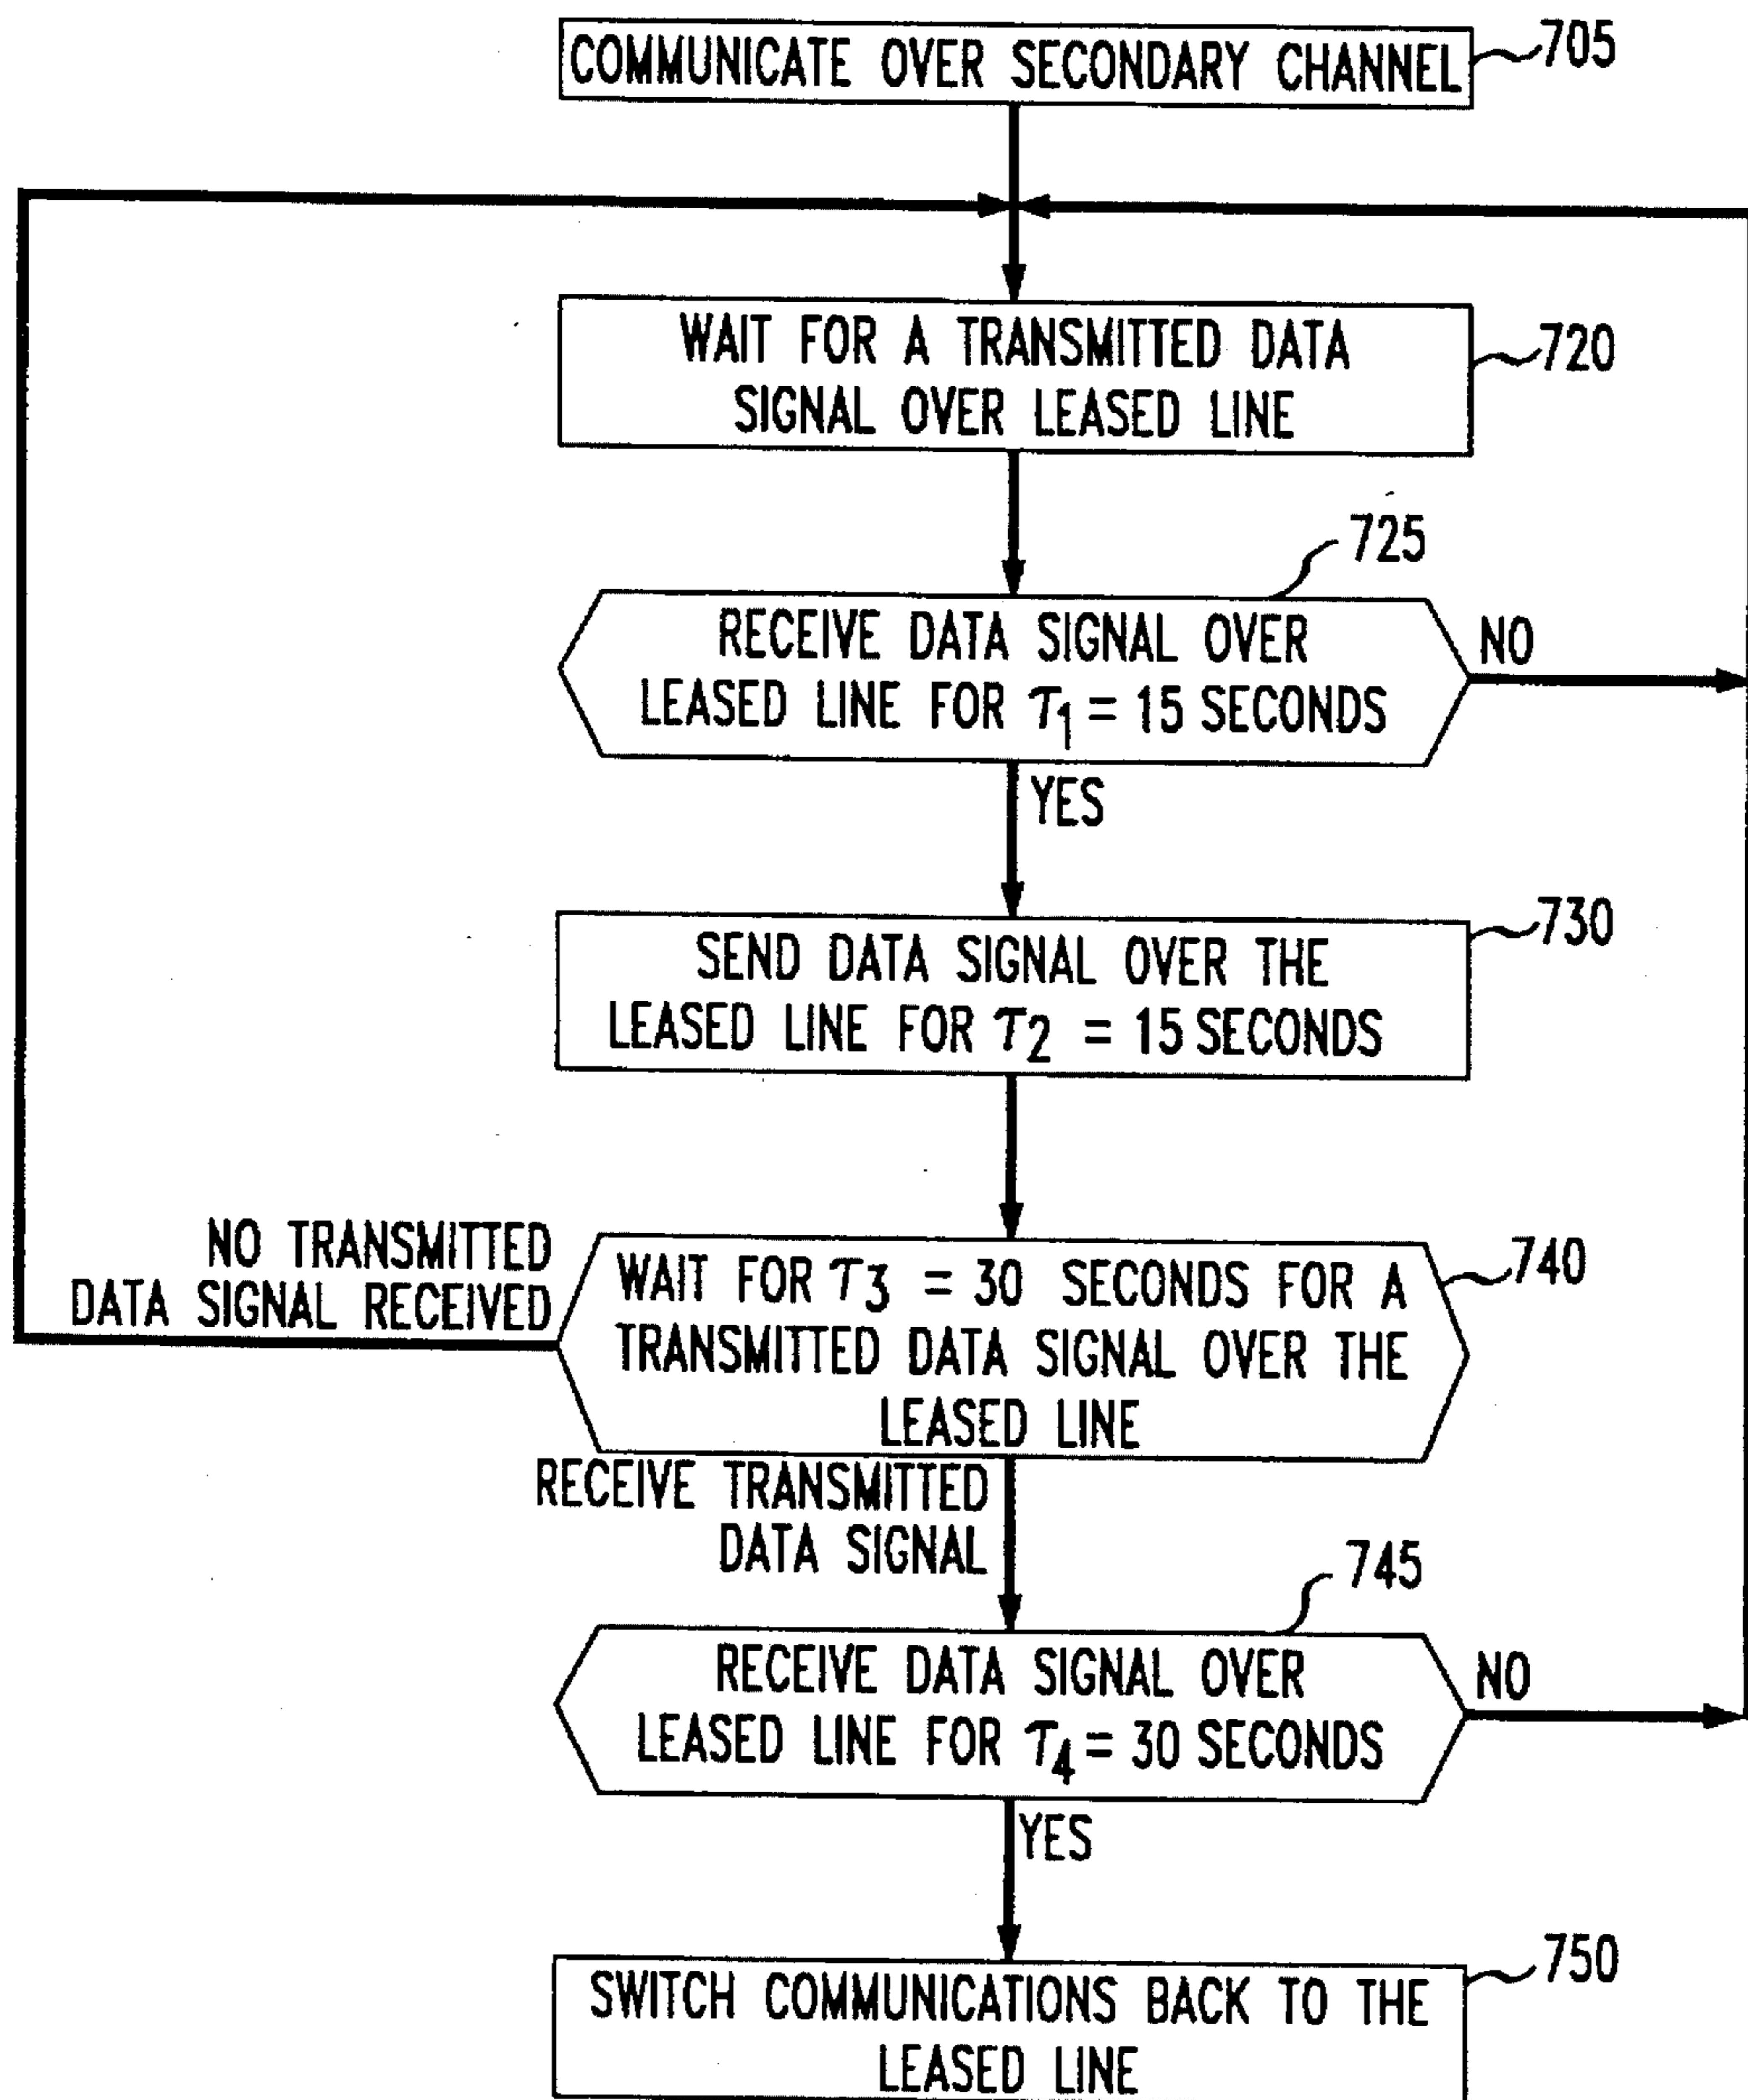 COMMUNICATE OVER SECONDARY CHANNEL
705
WAIT FOR A TRANSMITTED DATA
SIGNAL OVER LEASED LINE
720
725
RECEIVE DATA SIGNAL OVER
LEASED LINE FOR τ1 = 15 SECONDS
NO
YES
SEND DATA SIGNAL OVER THE
LEASED LINE FOR τ2 = 15 SECONDS
730
NO TRANSMITTED
DATA SIGNAL RECEIVED
WAIT FOR τ3 = 30 SECONDS FOR A
TRANSMITTED DATA SIGNAL OVER THE
LEASED LINE
740
RECEIVE TRANSMITTED
DATA SIGNAL
745
RECEIVE DATA SIGNAL OVER
LEASED LINE FOR τ4 = 30 SECONDS
NO
YES
SWITCH COMMUNICATIONS BACK TO THE
LEASED LINE
750